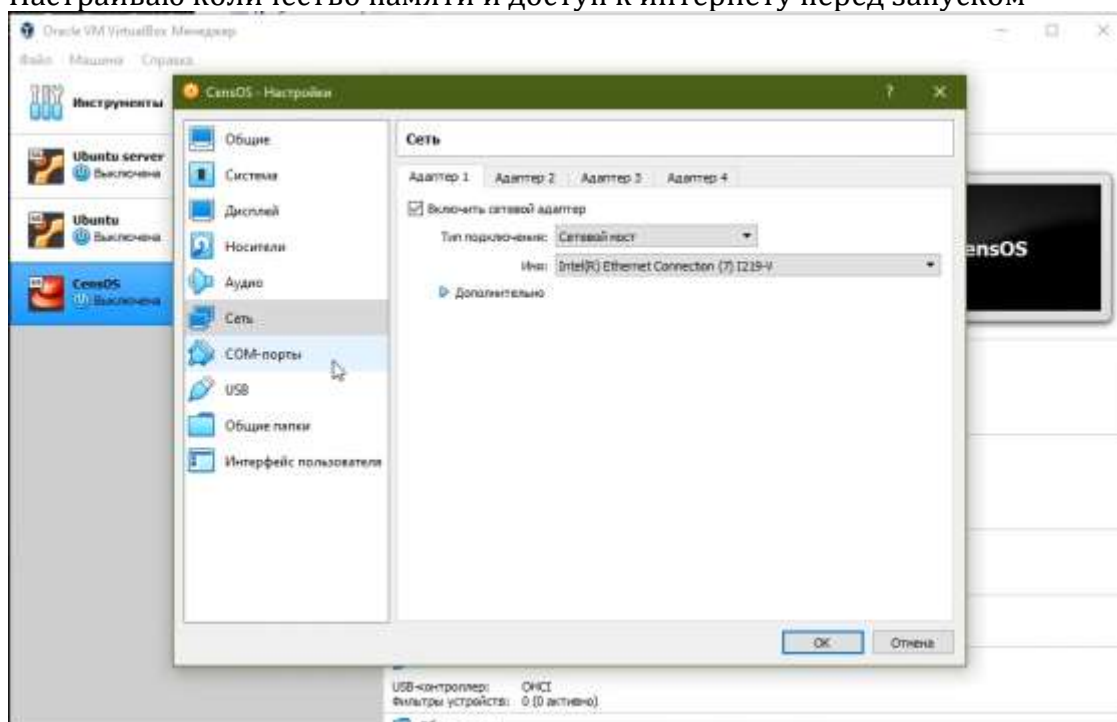 Настраиваю количество памяти и доступ к интернету перед запуском
Oracle VM VirtualBox Менеджер
Файл Машина Справка
Инструменты
Ubuntu server
Выключена
Ubuntu
Выключена
CensOS
Выключена
CensOS - Настройки
? ×
Общие
Система
Дисплей
Носители
Аудио
Сеть
COM-порты
USB
Общие папки
Интерфейс пользователя
Сеть
Адаптер 1 Адаптер 2 Адаптер 3 Адаптер 4
Включить сетевой адаптер
Тип подключения: Сетевой мост
Имя: Intel(R) Ethernet Connection (7) I219-V
Дополнительно
OK Отмена
ensOS
USB-контроллер: OHCI
Фильтры устройств: 0 (0 активно)